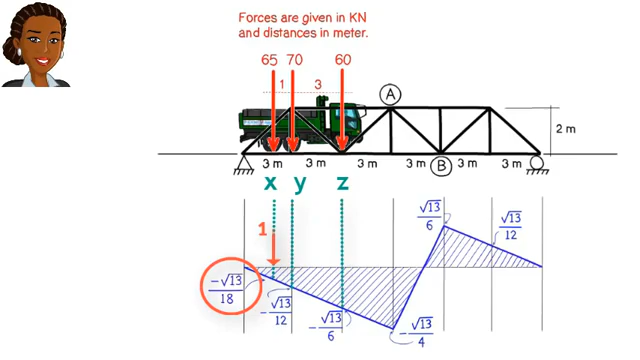 Forces are given in KN
and distances in meter.
65 70 60
1 3
A
2 m
B
3 m 3 m 3 m 3 m 3 m 3 m
x y z
1
√13/6
√13/12
-√13/18
-√13/12
-√13/6
-√13/4